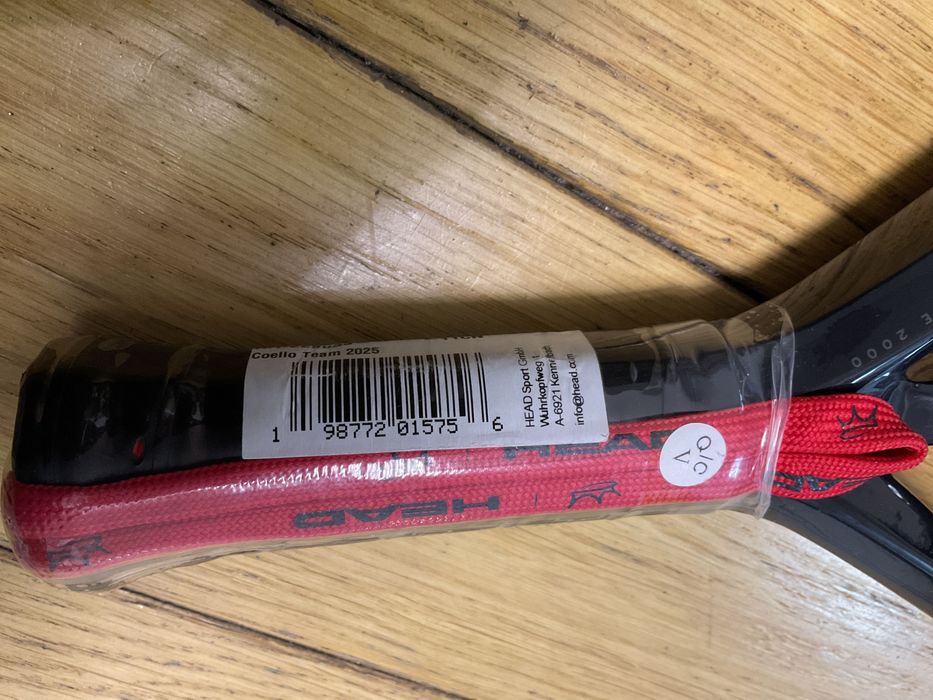 Coello Team 2025
1 98772 01575 6
HEAD Sport GmbH
Wuhrkopfweg 1
A-6921 Kennelbach
info@head.com
O/C
V
HEAD
HEAD
E 2000